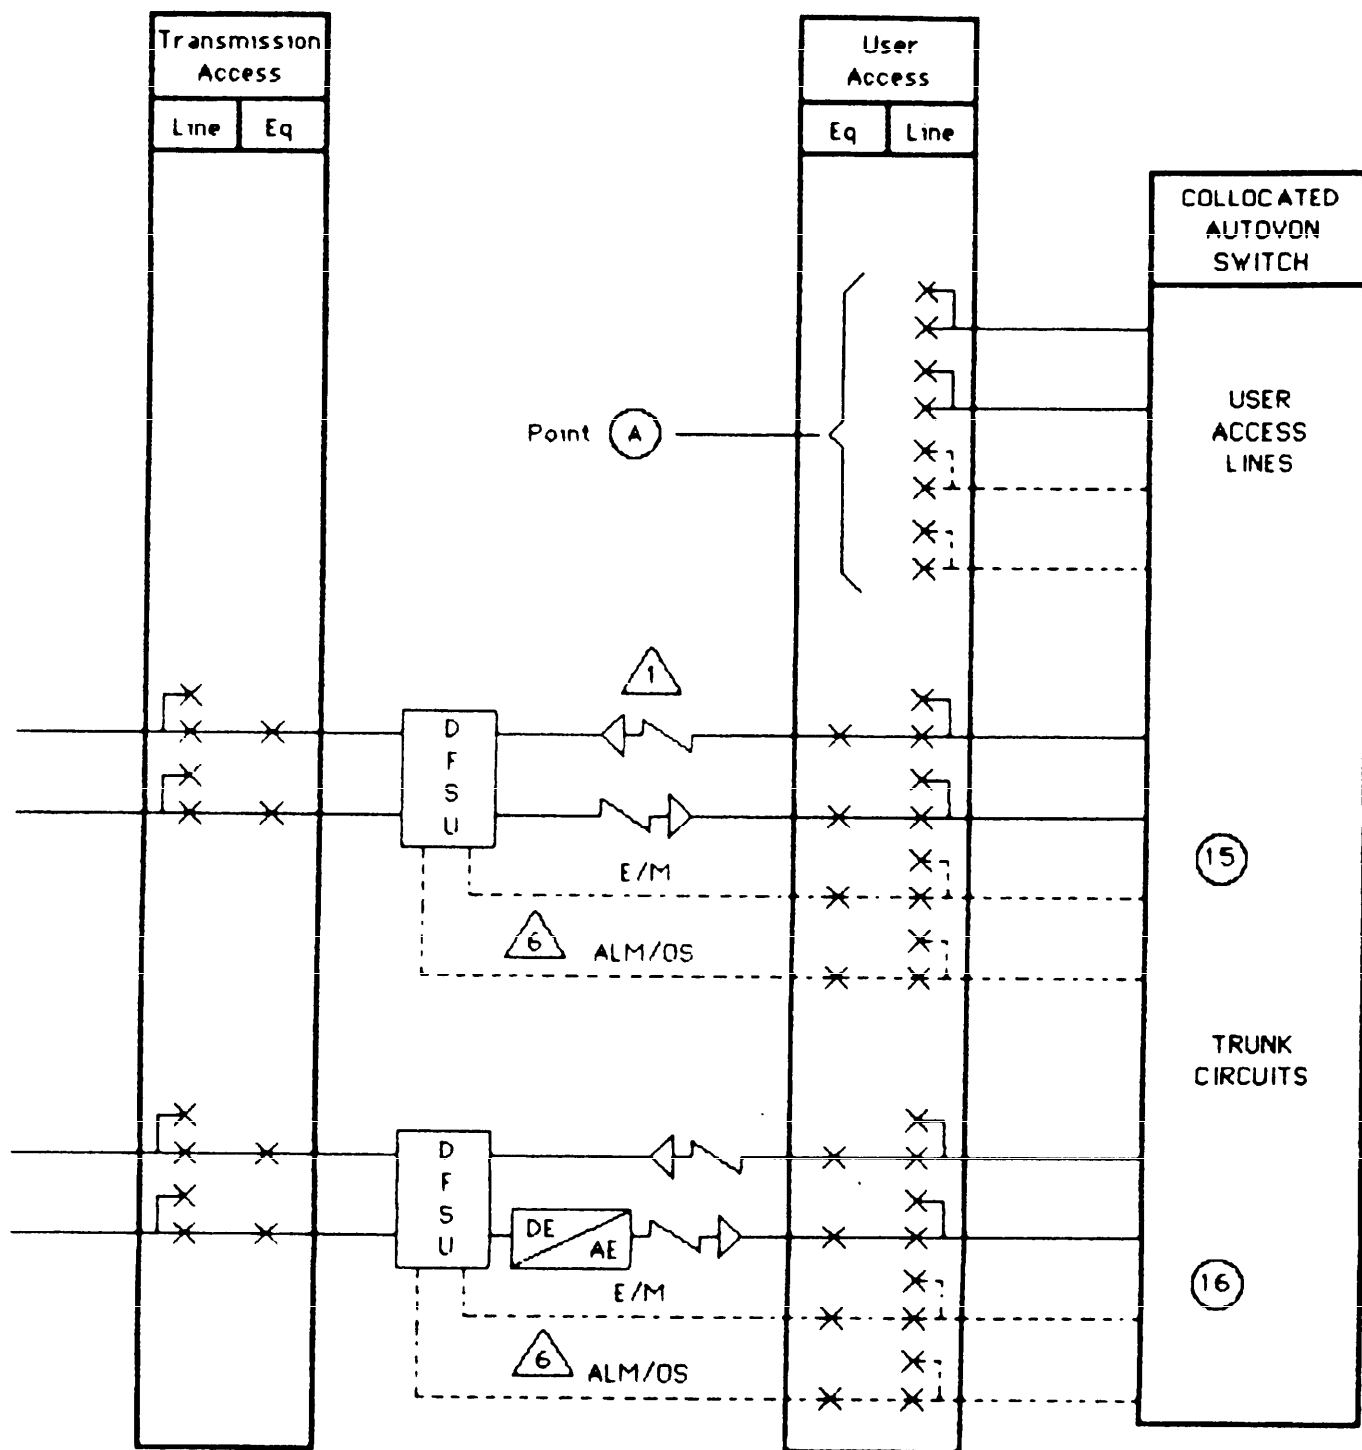 Transmission
Access
Line Eq
User
Access
Eq Line
COLLOCATED
AUTOVON
SWITCH
Point A
USER
ACCESS
LINES
1
D
F
S
U
E/M
6 ALM/OS
15
TRUNK
CIRCUITS
D
F
S
U
DE
AE
E/M
6 ALM/OS
16